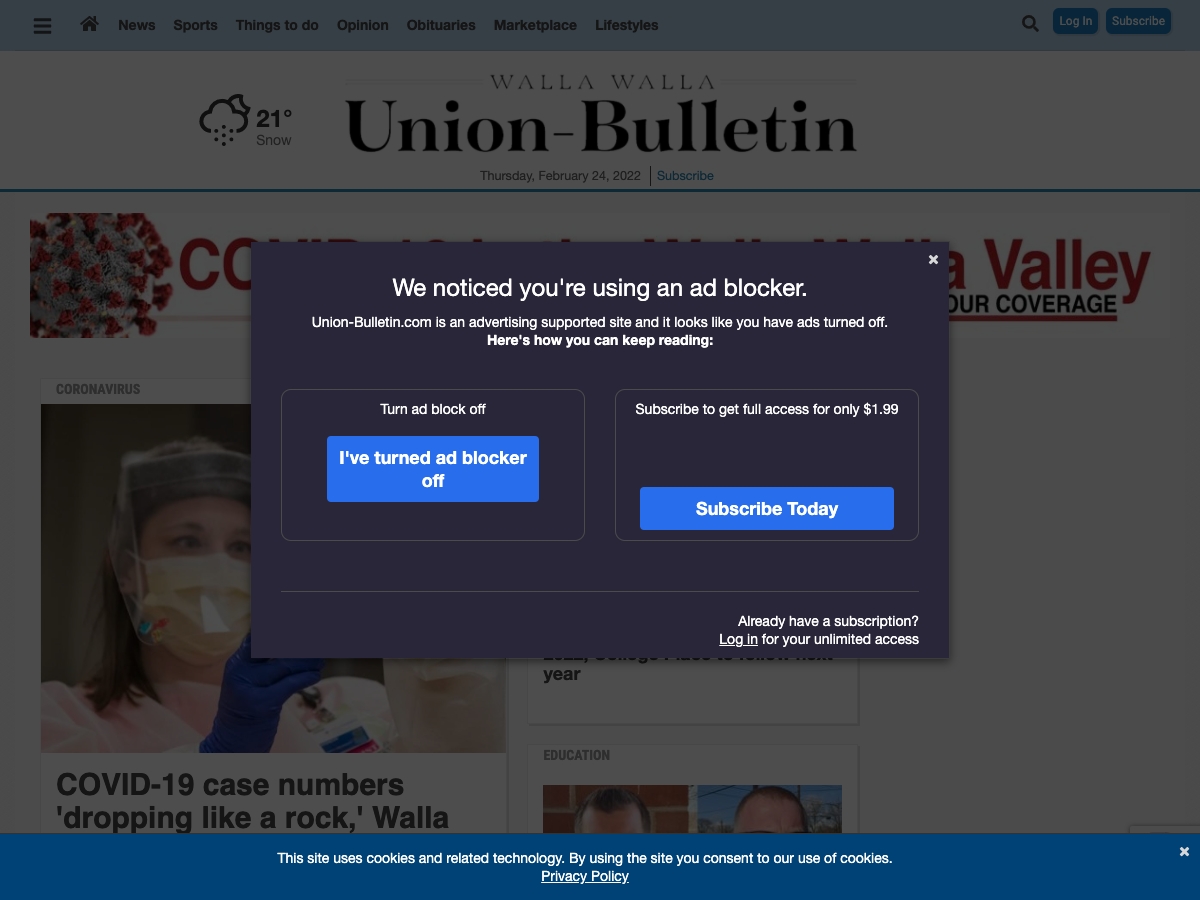 News Sports Things to do Opinion Obituaries Marketplace Lifestyles Log In Subscribe
WALLA WALLA
Union-Bulletin
21°
Snow
Thursday, February 24, 2022 Subscribe
CO
a Valley
OUR COVERAGE
We noticed you're using an ad blocker.
Union-Bulletin.com is an advertising supported site and it looks like you have ads turned off.
Here's how you can keep reading:
Turn ad block off
I've turned ad blocker
off
Subscribe to get full access for only $1.99
Subscribe Today
Already have a subscription?
Log in for your unlimited access
CORONAVIRUS
year
EDUCATION
COVID-19 case numbers
'dropping like a rock,' Walla
This site uses cookies and related technology. By using the site you consent to our use of cookies.
Privacy Policy